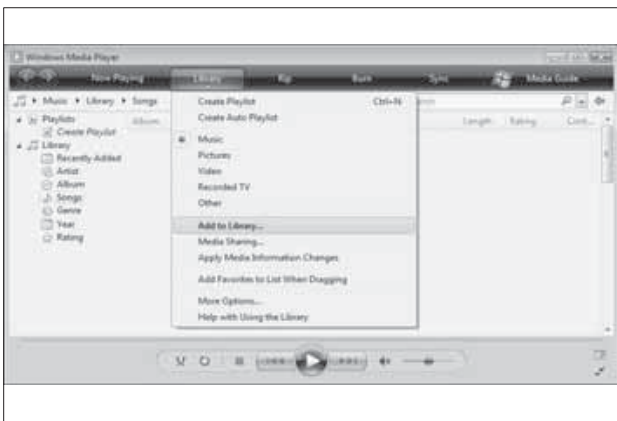 Windows Media Player
Now Playing Library Rip Burn Sync Media Guide
Music Library Songs
Playlists
Create Playlist
Library
Recently Added
Artist
Album
Songs
Genre
Year
Rating
Album Length Rating Cont...
Create Playlist Ctrl+N
Create Auto Playlist
Music
Pictures
Video
Recorded TV
Other
Add to Library...
Media Sharing...
Apply Media Information Changes
Add Favorites to List When Dragging
More Options...
Help with Using the Library